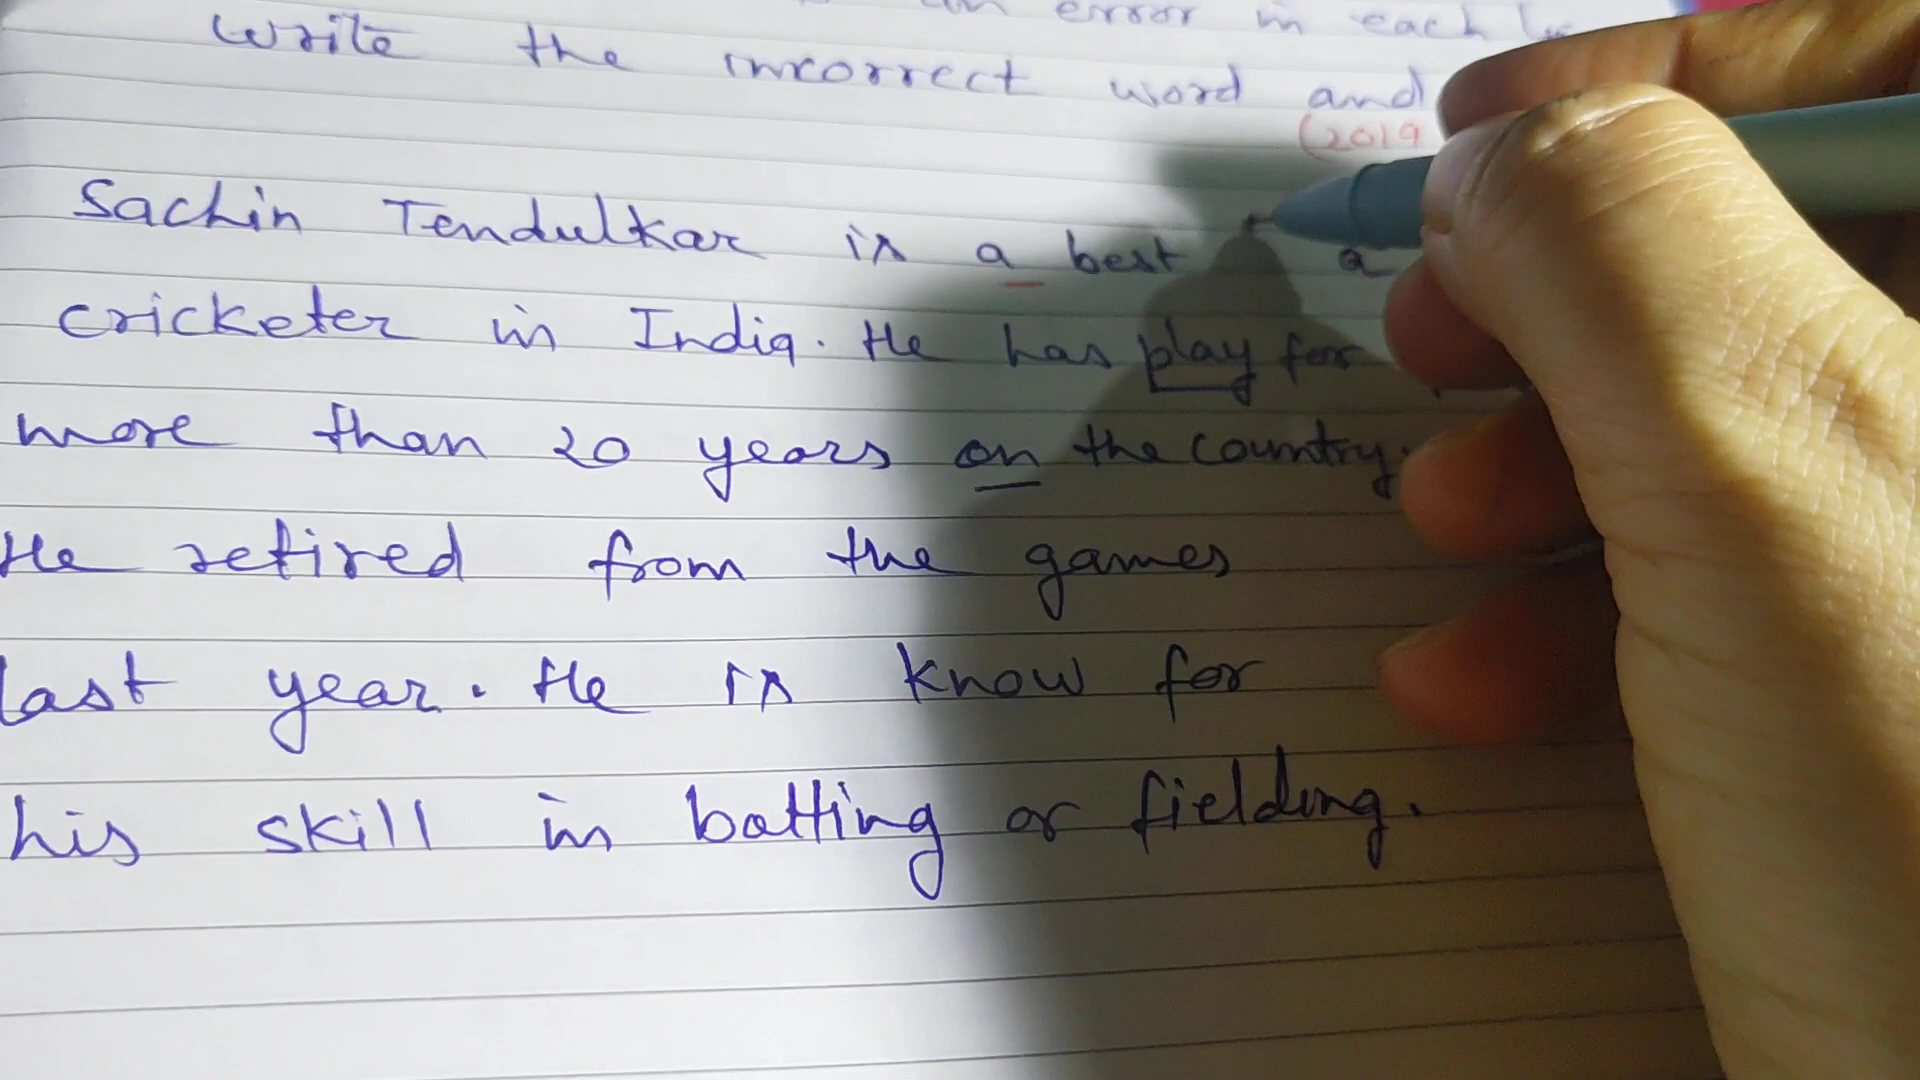 an error in each
write the incorrect word and
(2019
Sachin Tendulkar is a best a
cricketer in India. He has play for
more than 20 years on the country.
He retired from the games
last year. He is know for
his skill in batting or fielding.